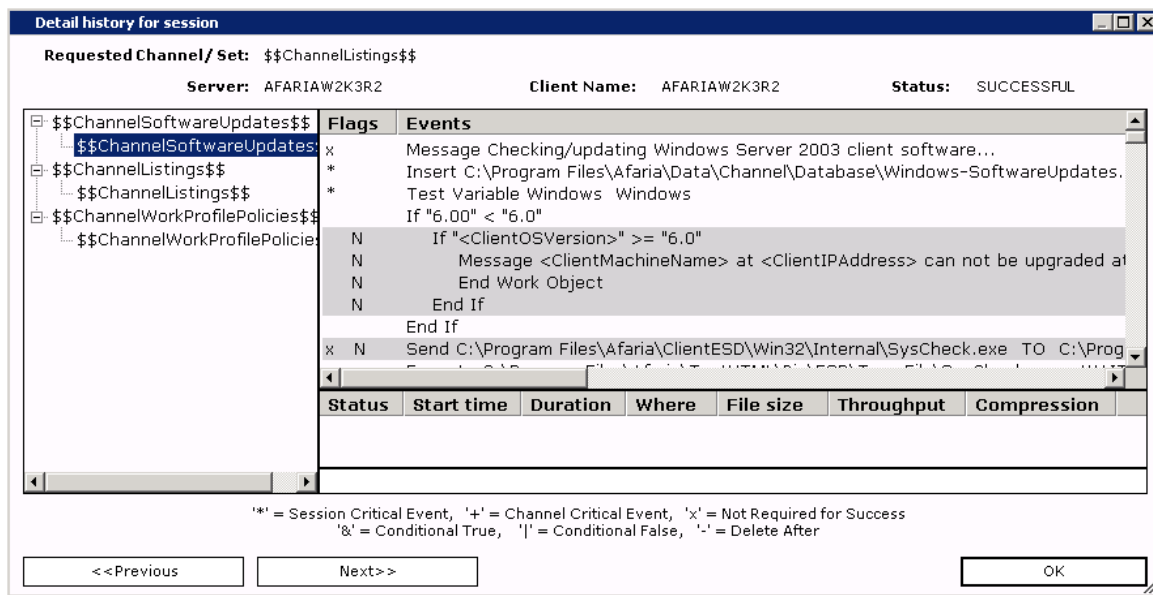 Detail history for session
Requested Channel/ Set: $$ChannelListings$$
Server: AFARIAW2K3R2 Client Name: AFARIAW2K3R2 Status: SUCCESSFUL
$$ChannelSoftwareUpdates$$
$$ChannelSoftwareUpdates
$$ChannelListings$$
$$ChannelListings$$
$$ChannelWorkProfilePolicies$$
$$ChannelWorkProfilePolicies
Flags Events
x Message Checking/updating Windows Server 2003 client software...
* Insert C:\Program Files\Afaria\Data\Channel\Database\Windows-SoftwareUpdates.
* Test Variable Windows Windows
If "6.00" < "6.0"
N If "<ClientOSVersion>" >= "6.0"
N Message <ClientMachineName> at <ClientIPAddress> can not be upgraded at
N End Work Object
N End If
End If
x N Send C:\Program Files\Afaria\ClientESD\Win32\Internal\SysCheck.exe TO C:\Prog
Status Start time Duration Where File size Throughput Compression
'*' = Session Critical Event, '+' = Channel Critical Event, 'x' = Not Required for Success
'&' = Conditional True, '|' = Conditional False, '-' = Delete After
<<Previous Next>> OK